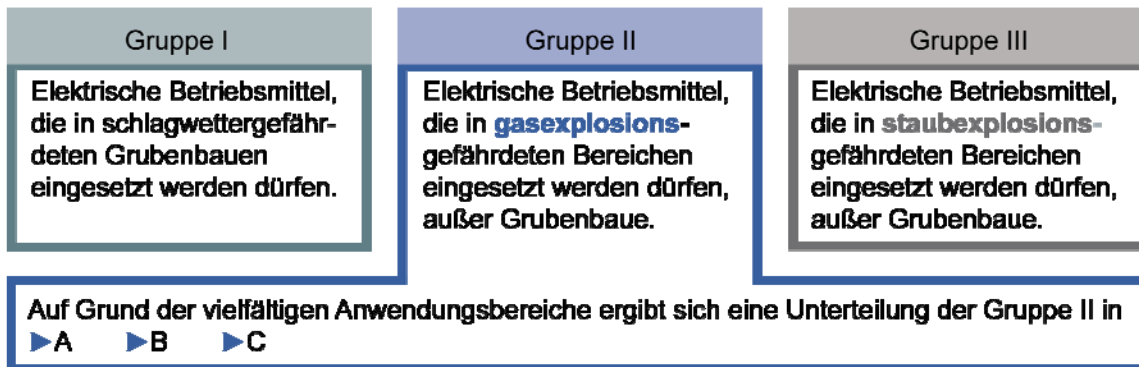 Gruppe I
Elektrische Betriebsmittel,
die in schlagwettergefähr-
deten Grubenbauen
eingesetzt werden dürfen.
Gruppe II
Elektrische Betriebsmittel,
die in gasexplosions-
gefährdeten Bereichen
eingesetzt werden dürfen,
außer Grubenbaue.
Gruppe III
Elektrische Betriebsmittel,
die in staubexplosions-
gefährdeten Bereichen
eingesetzt werden dürfen,
außer Grubenbaue.
Auf Grund der vielfältigen Anwendungsbereiche ergibt sich eine Unterteilung der Gruppe II in
►A ►B ►C